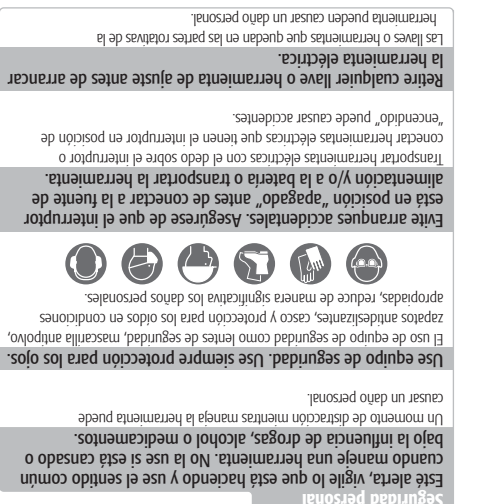 Seguridad personal
Esté alerta, vigile lo que está haciendo y use el sentido común
cuando maneje una herramienta. No la use si está cansado o
bajo la influencia de drogas, alcohol o medicamentos.
Un momento de distracción mientras maneja la herramienta puede
causar un daño personal.
Use equipo de seguridad. Use siempre protección para los ojos.
El uso de equipo de seguridad como lentes de seguridad, mascarilla antipolvo,
zapatos antideslizantes, casco y protección para los oídos en condiciones
apropiadas, reduce de manera significativa los daños personales.
Evite arranques accidentales. Asegúrese de que el interruptor
está en posición "apagado" antes de conectar a la fuente de
alimentación y/o a la batería o transportar la herramienta.
Transportar herramientas eléctricas con el dedo sobre el interruptor o
conectar herramientas eléctricas que tienen el interruptor en posición de
"encendido" puede causar accidentes.
Retire cualquier llave o herramienta de ajuste antes de arrancar
la herramienta eléctrica.
Las llaves o herramientas que quedan en las partes rotativas de la
herramienta pueden causar un daño personal.